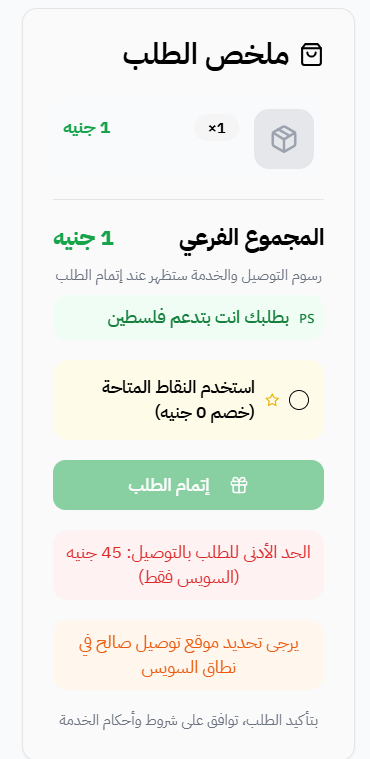 ملخص الطلب
×1
1 جنيه
المجموع الفرعي
1 جنيه
رسوم التوصيل والخدمة ستظهر عند إتمام الطلب
PS بطلبك انت بتدعم فلسطين
استخدم النقاط المتاحة
(خصم 0 جنيه)
إتمام الطلب
الحد الأدنى للطلب بالتوصيل: 45 جنيه
(السويس فقط)
يرجى تحديد موقع توصيل صالح في
نطاق السويس
بتأكيد الطلب، توافق على شروط وأحكام الخدمة